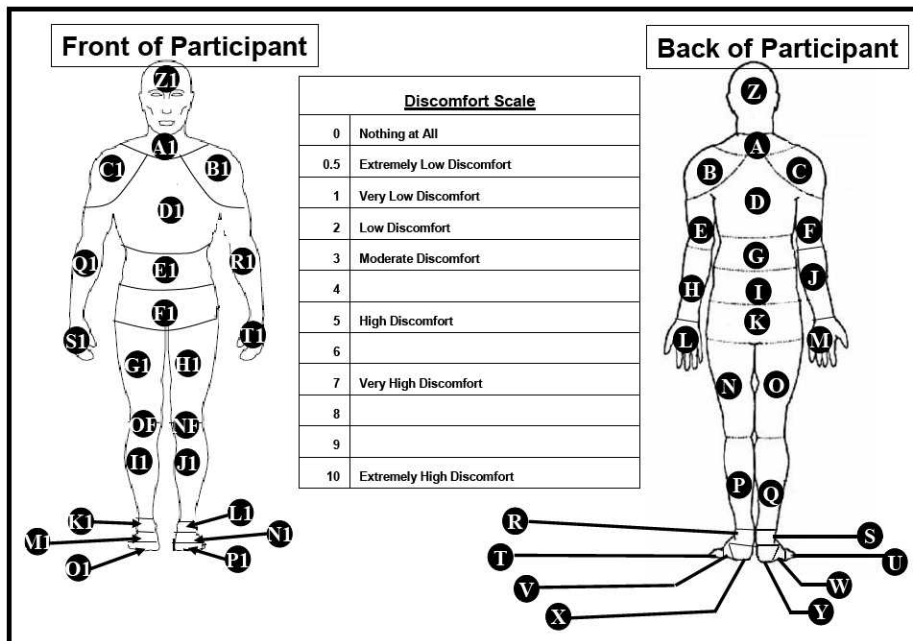 Front of Participant
Z1
A1
C1
B1
D1
Q1
R1
E1
F1
S1
T1
G1
H1
OF
NF
I1
J1
K1
L1
M1
N1
O1
P1
Discomfort Scale
0 Nothing at All
0.5 Extremely Low Discomfort
1 Very Low Discomfort
2 Low Discomfort
3 Moderate Discomfort
4
5 High Discomfort
6
7 Very High Discomfort
8
9
10 Extremely High Discomfort
Back of Participant
Z
A
B
C
D
E
F
G
H
I
J
K
L
M
N
O
P
Q
R
S
T
U
V
W
X
Y